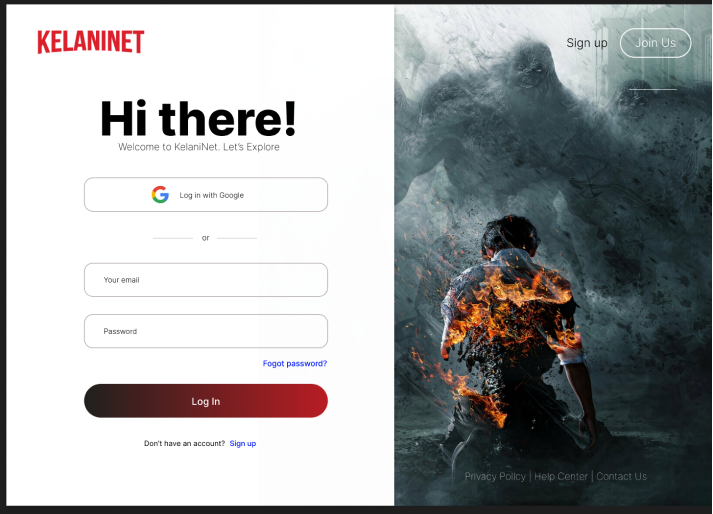 KELANINET
Sign up
Join Us
Hi there!
Welcome to KelaniNet. Let's Explore
Log in with Google
or
Your email
Password
Fogot password?
Log In
Don't have an account? Sign up
Privacy Policy | Help Center | Contact Us